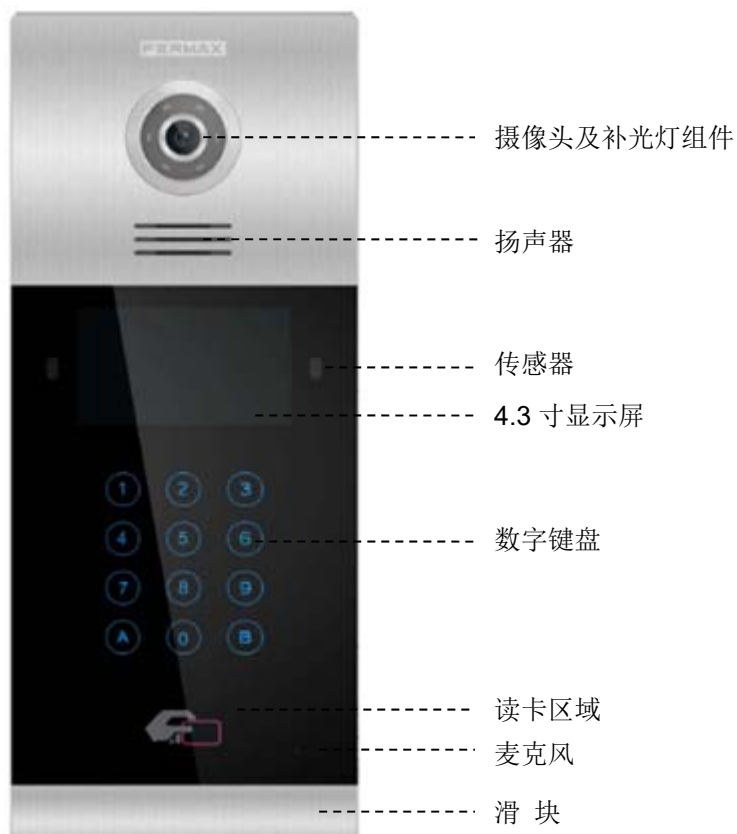 FERMAX
摄像头及补光灯组件
扬声器
传感器
4.3 寸显示屏
1 2 3
4 5 6
数字键盘
7 8 9
A 0 B
读卡区域
麦克风
滑 块